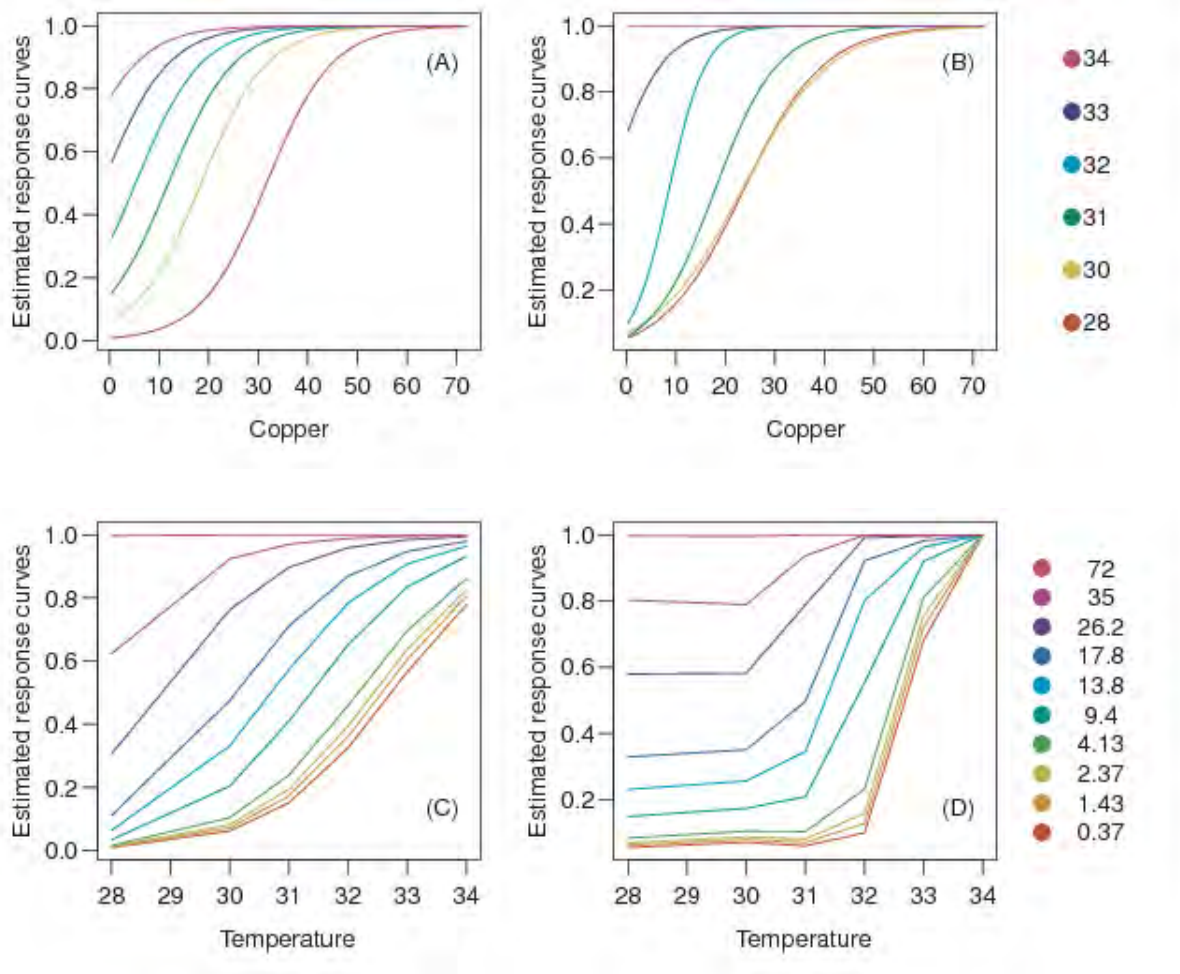 Estimated response curves
1.0
0.8
0.6
0.4
0.2
0.0
(A)
0 10 20 30 40 50 60 70
Copper
Estimated response curves
1.0
0.8
0.6
0.4
0.2
(B)
0 10 20 30 40 50 60 70
Copper
34
33
32
31
30
28
Estimated response curves
1.0
0.8
0.6
0.4
0.2
0.0
(C)
28 29 30 31 32 33 34
Temperature
Estimated response curves
1.0
0.8
0.6
0.4
0.2
(D)
28 29 30 31 32 33 34
Temperature
72
35
26.2
17.8
13.8
9.4
4.13
2.37
1.43
0.37